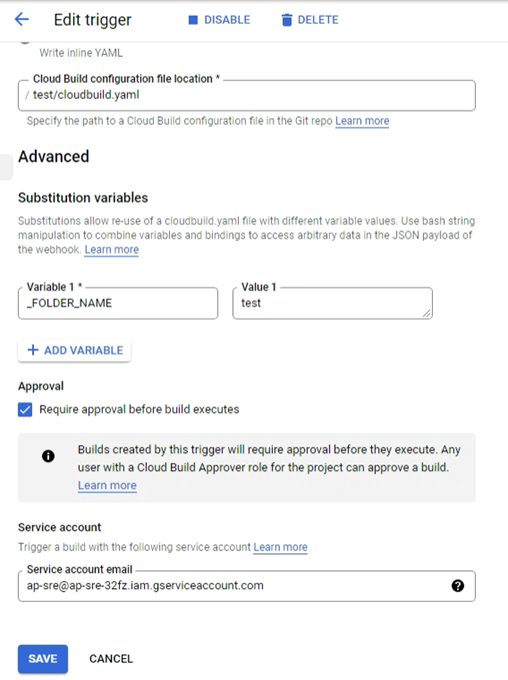 Edit trigger
DISABLE
DELETE
Write inline YAML
Cloud Build configuration file location *
/ test/cloudbuild.yaml
Specify the path to a Cloud Build configuration file in the Git repo Learn more
Advanced
Substitution variables
Substitutions allow re-use of a cloudbuild.yaml file with different variable values. Use bash string
manipulation to combine variables and bindings to access arbitrary data in the JSON payload of
the webhook. Learn more
Variable 1 *
_FOLDER_NAME
Value 1
test
+ ADD VARIABLE
Approval
Require approval before build executes
Builds created by this trigger will require approval before they execute. Any
user with a Cloud Build Approver role for the project can approve a build.
Learn more
Service account
Trigger a build with the following service account Learn more
Service account email
ap-sre@ap-sre-32fz.iam.gserviceaccount.com
SAVE
CANCEL